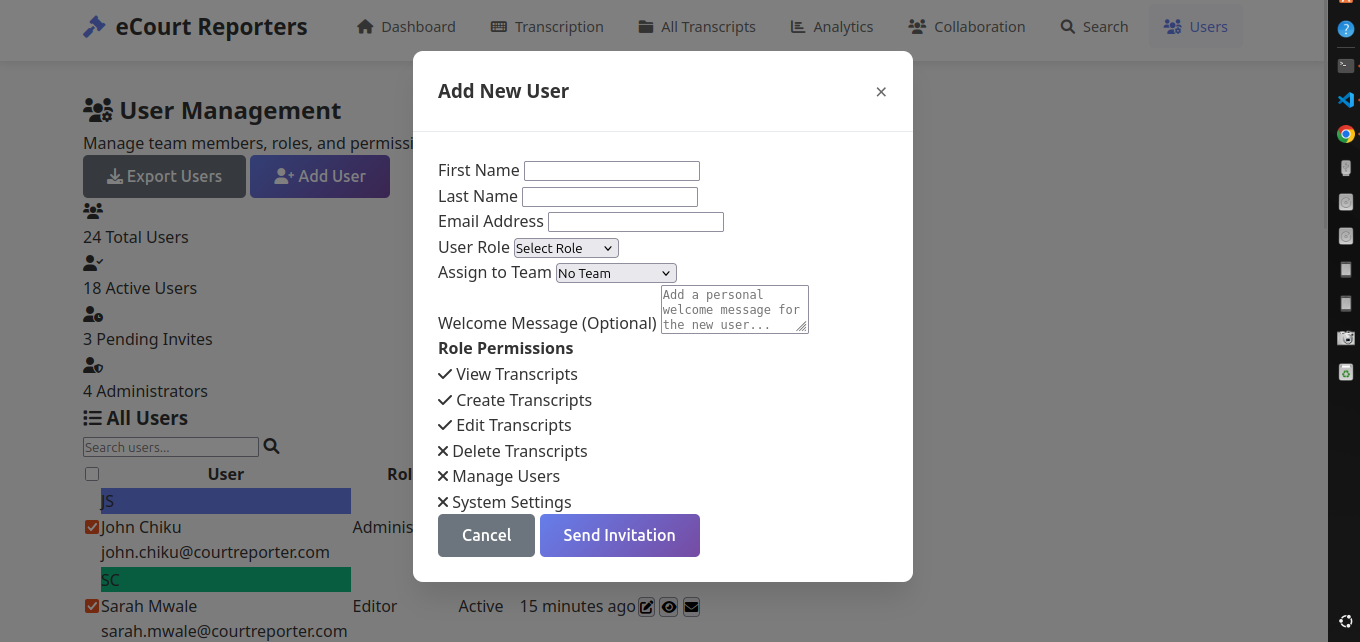 eCourt Reporters
Dashboard
Transcription
All Transcripts
Analytics
Collaboration
Search
Users
User Management
Manage team members, roles, and permissi
Export Users
Add User
24 Total Users
18 Active Users
3 Pending Invites
4 Administrators
All Users
Search users...
User Rol
JS
John Chiku Adminis
john.chiku@courtreporter.com
SC
Sarah Mwale Editor Active 15 minutes ago
sarah.mwale@courtreporter.com
Add New User
×
First Name
Last Name
Email Address
User Role Select Role
Assign to Team No Team
Welcome Message (Optional)
Add a personal
welcome message for
the new user...
Role Permissions
View Transcripts
Create Transcripts
Edit Transcripts
Delete Transcripts
Manage Users
System Settings
Cancel
Send Invitation